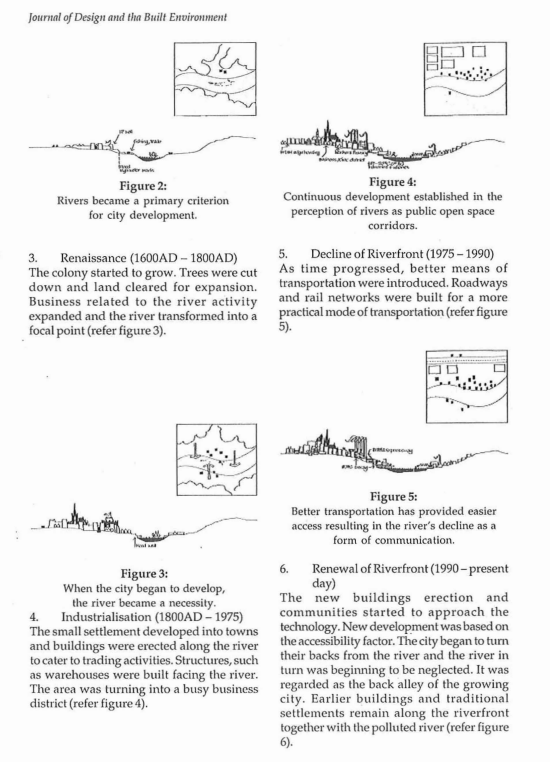 Journal of Design and tha Built Environment
Figure 2:
Rivers became a primary criterion
for city development.
3. Renaissance (1600AD – 1800AD)
The colony started to grow. Trees were cut
down and land cleared for expansion.
Business related to the river activity
expanded and the river transformed into a
focal point (refer figure 3).
Figure 3:
When the city began to develop,
the river became a necessity.
4. Industrialisation (1800AD – 1975)
The small settlement developed into towns
and buildings were erected along the river
to cater to trading activities. Structures, such
as warehouses were built facing the river.
The area was turning into a busy business
district (refer figure 4).
Figure 4:
Continuous development established in the
perception of rivers as public open space
corridors.
5. Decline of Riverfront (1975 – 1990)
As time progressed, better means of
transportation were introduced. Roadways
and rail networks were built for a more
practical mode of transportation (refer figure
5).
Figure 5:
Better transportation has provided easier
access resulting in the river's decline as a
form of communication.
6. Renewal of Riverfront (1990 – present
day)
The new buildings erection and
communities started to approach the
technology. New development was based on
the accessibility factor. The city began to turn
their backs from the river and the river in
turn was beginning to be neglected. It was
regarded as the back alley of the growing
city. Earlier buildings and traditional
settlements remain along the riverfront
together with the polluted river (refer figure
6).